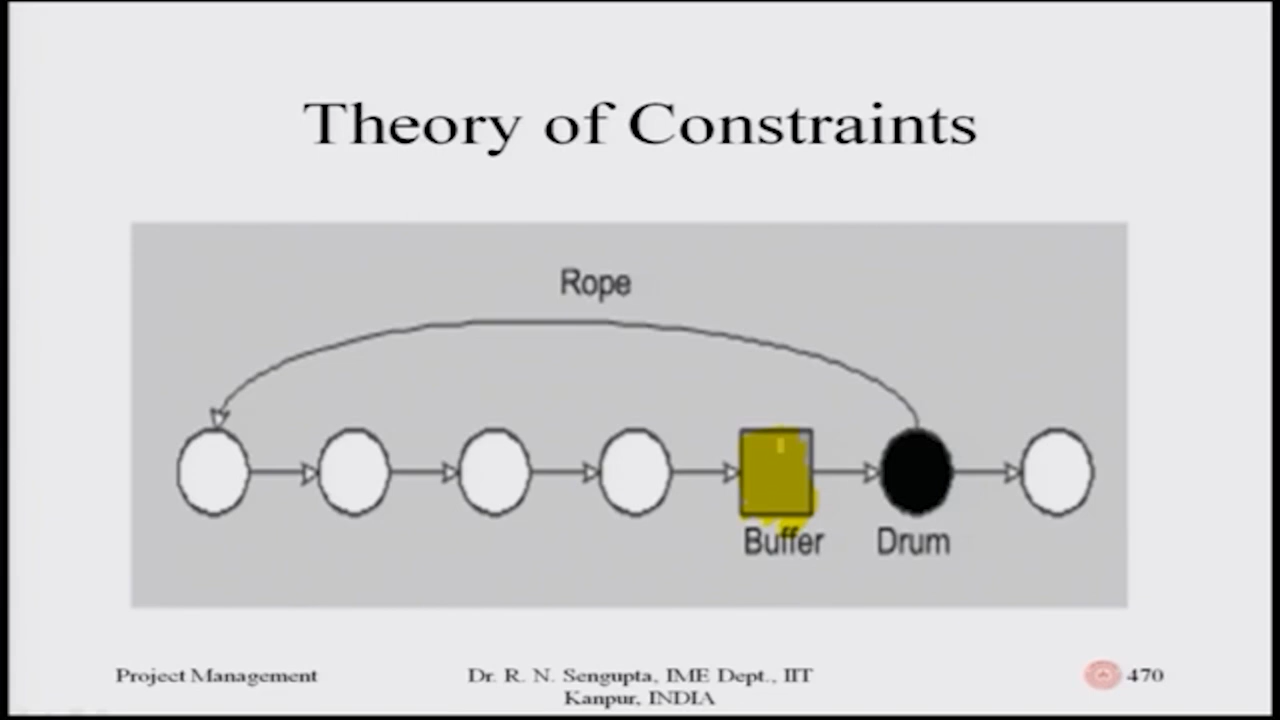 Theory of Constraints
Rope
Buffer
Drum
Project Management
Dr. R. N. Sengupta, IME Dept., IIT
Kanpur, INDIA
470